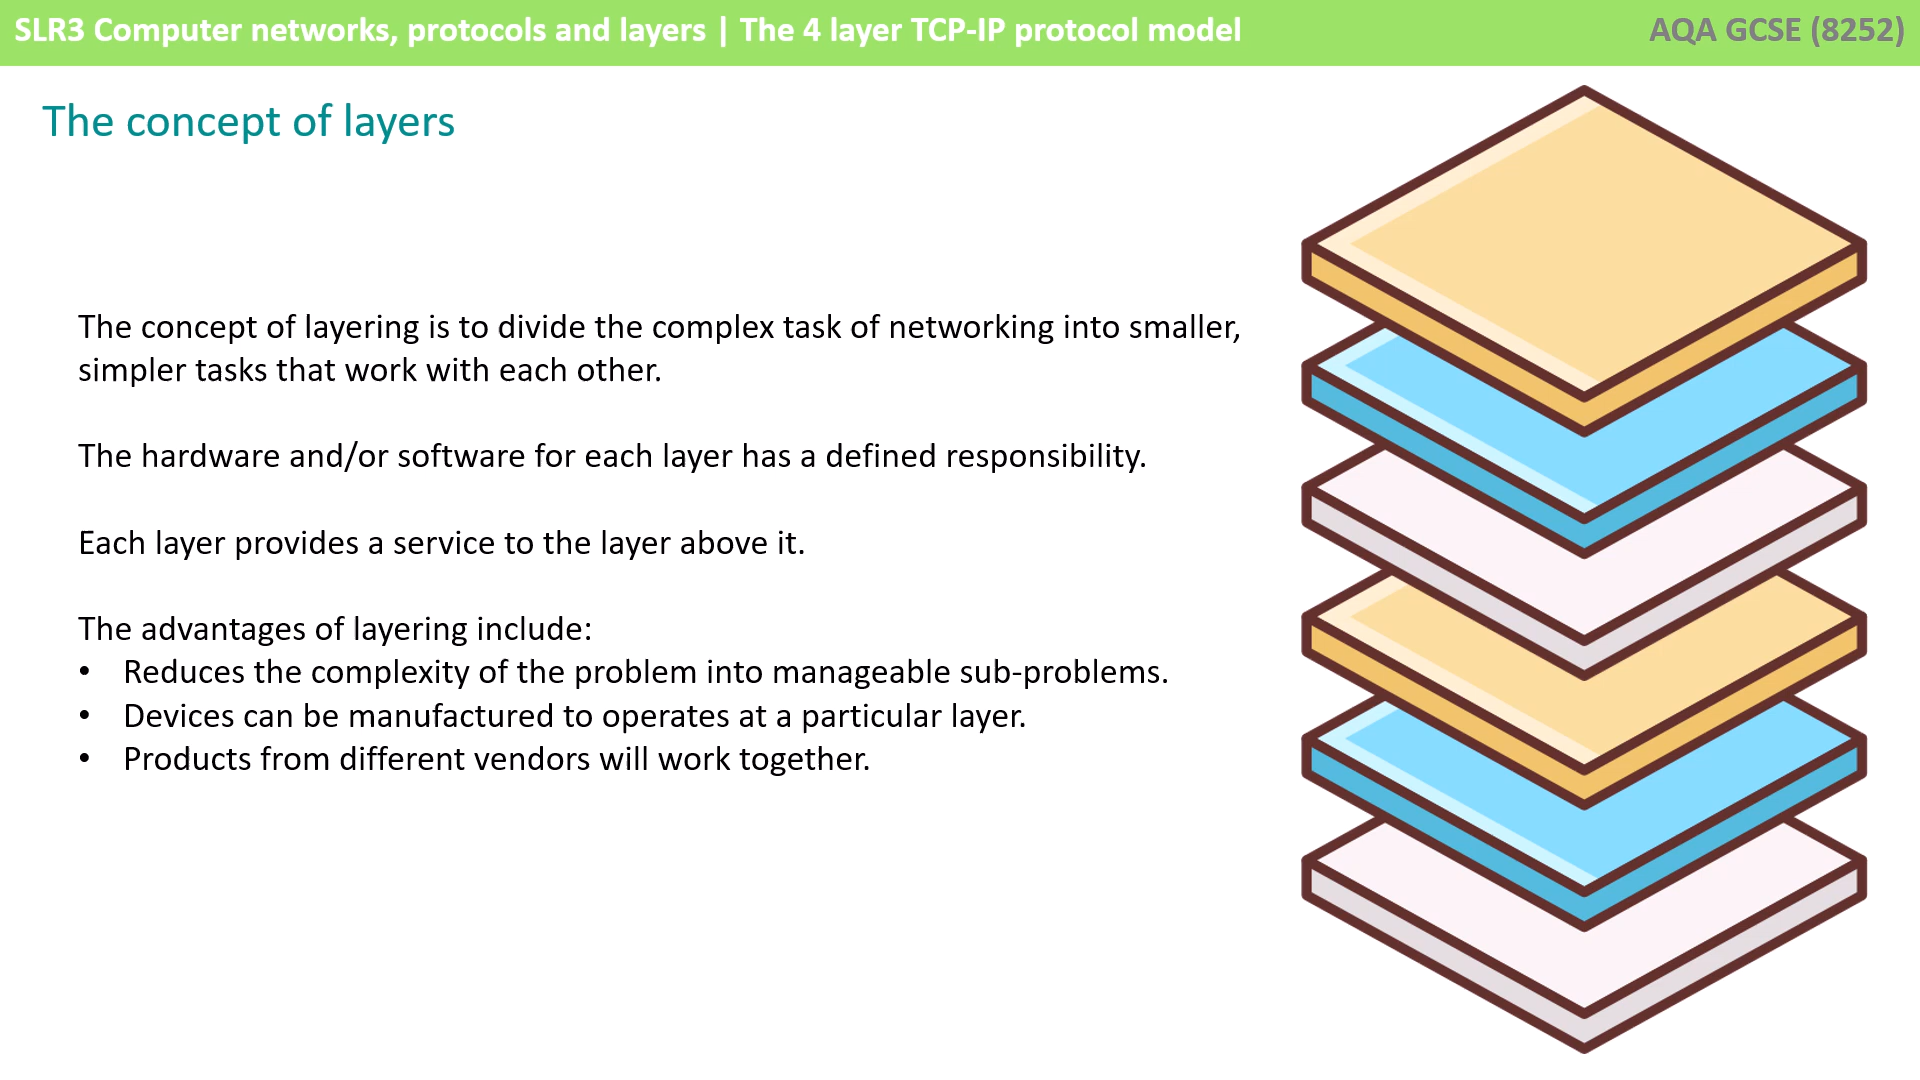 SLR3 Computer networks, protocols and layers | The 4 layer TCP-IP protocol model
AQA GCSE (8252)
The concept of layers
The concept of layering is to divide the complex task of networking into smaller,
simpler tasks that work with each other.
The hardware and/or software for each layer has a defined responsibility.
Each layer provides a service to the layer above it.
The advantages of layering include:
• Reduces the complexity of the problem into manageable sub-problems.
• Devices can be manufactured to operates at a particular layer.
• Products from different vendors will work together.